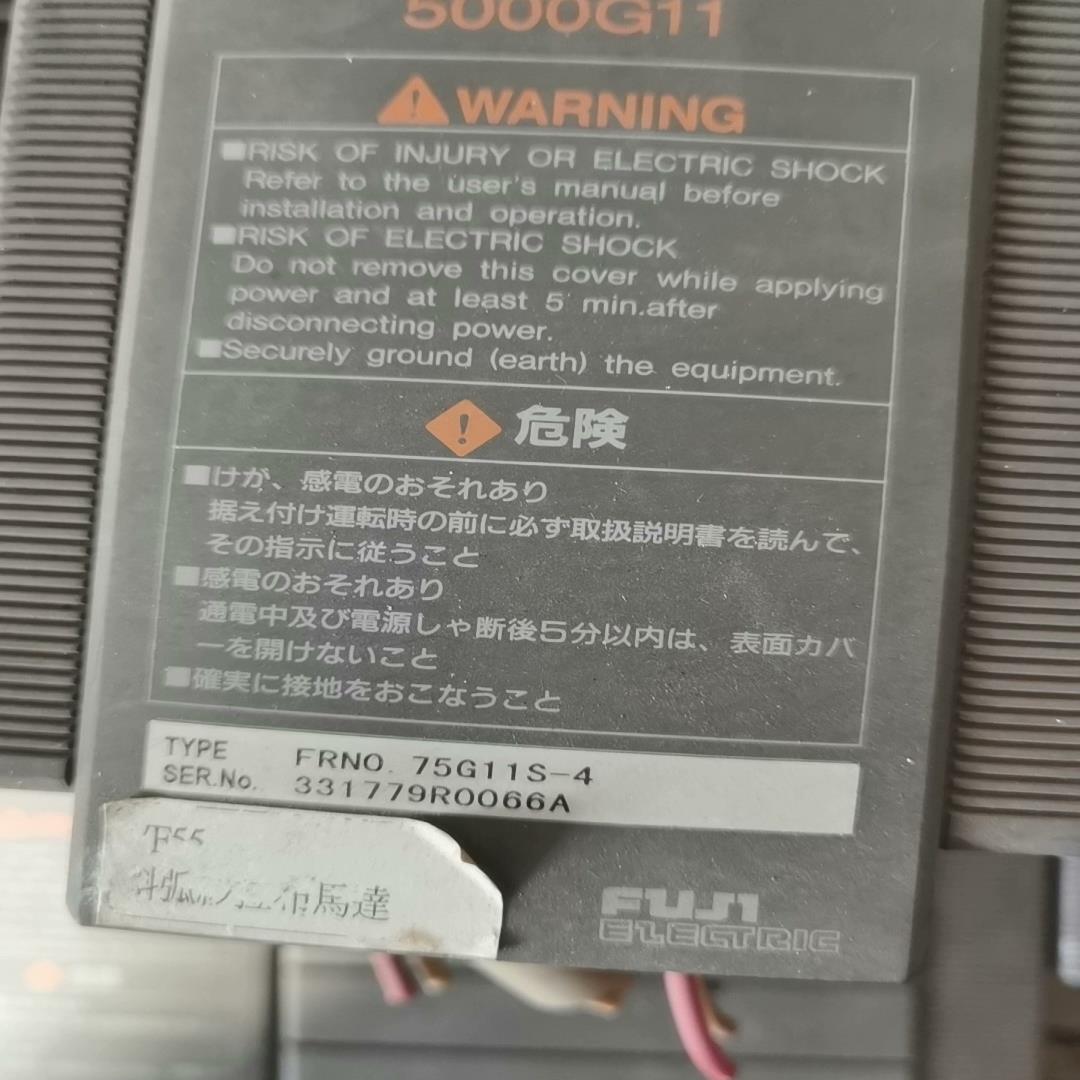 5000G11
WARNING
■RISK OF INJURY OR ELECTRIC SHOCK
Refer to the user's manual before
installation and operation.
■RISK OF ELECTRIC SHOCK
Do not remove this cover while applying
power and at least 5 min.after
disconnecting power.
■Securely ground (earth) the equipment.
危険
■けが、感電のおそれあり
据え付け運転時の前に必ず取扱説明書を読んで、
その指示に従うこと
■感電のおそれあり
通電中及び電源しゃ断後5分以内は、表面カバ
ーを開けないこと
■確実に接地をおこなうこと
TYPE FRN0.75G11S-4
SER.No. 331779R0066A
F55
馬達
FUJI
ELECTRIC